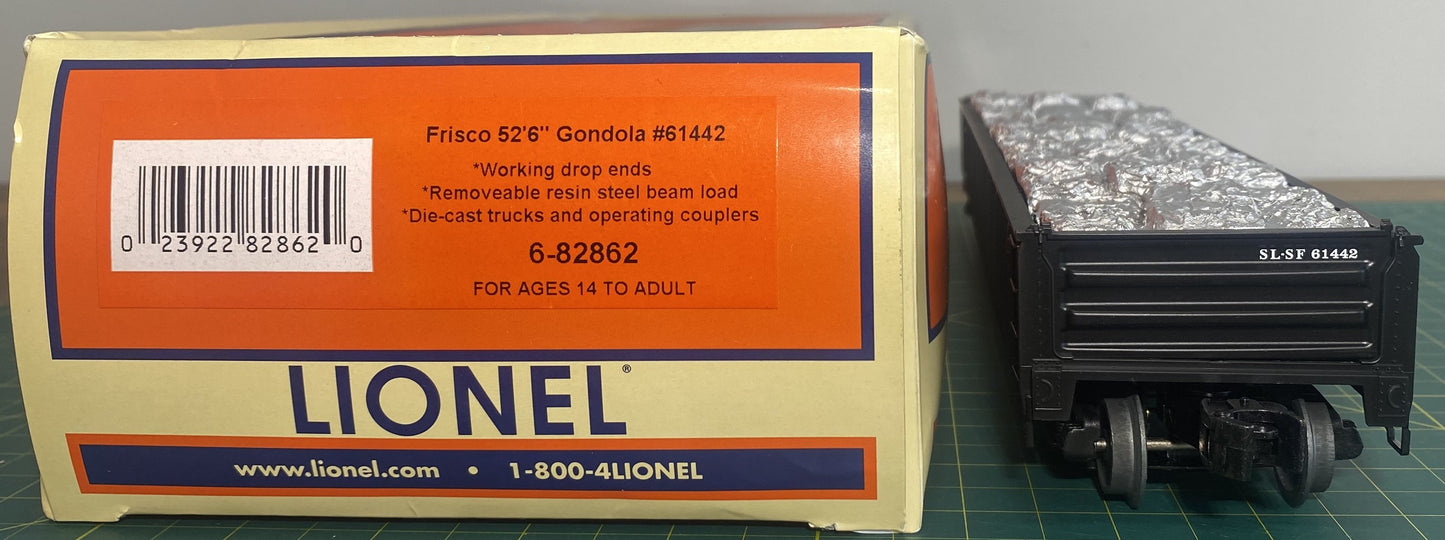 Frisco 52'6" Gondola #61442
*Working drop ends
*Removeable resin steel beam load
*Die-cast trucks and operating couplers
6-82862
FOR AGES 14 TO ADULT
0 23922 82862 0
LIONEL®
www.lionel.com • 1-800-4LIONEL
SL-SF 61442